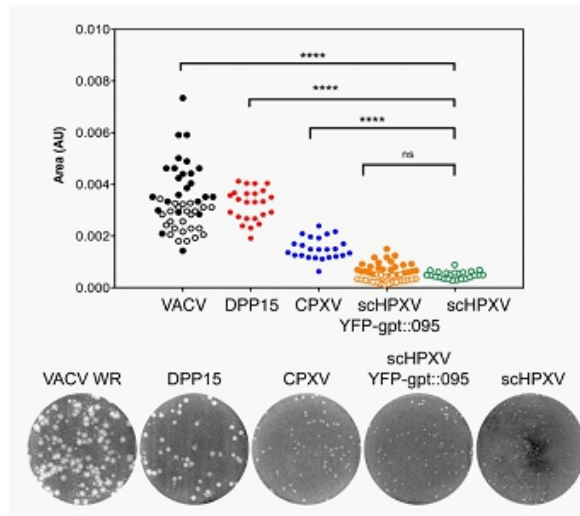 0.010
0.008
0.006
0.004
0.002
0.000
Area (AU)
****
****
****
ns
VACV DPP15 CPXV scHPXV scHPXV
YFP-gpt::095
scHPXV
VACV WR DPP15 CPXV YFP-gpt::095 scHPXV